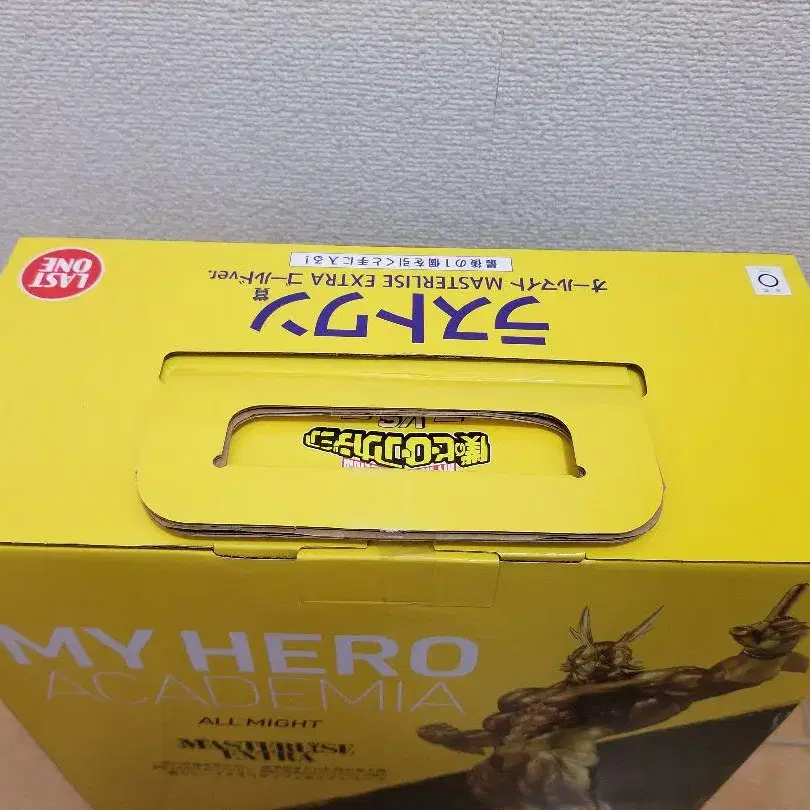 LAST
ONE
最後の1個を引くと手に入る!
オールマイト MASTERLISE EXTRA ゴールドver.
ラストワン賞
VS
僕のヒーローアカデミア
MY HERO
ACADEMIA
ALL MIGHT
MASTERLISE
EXTRA